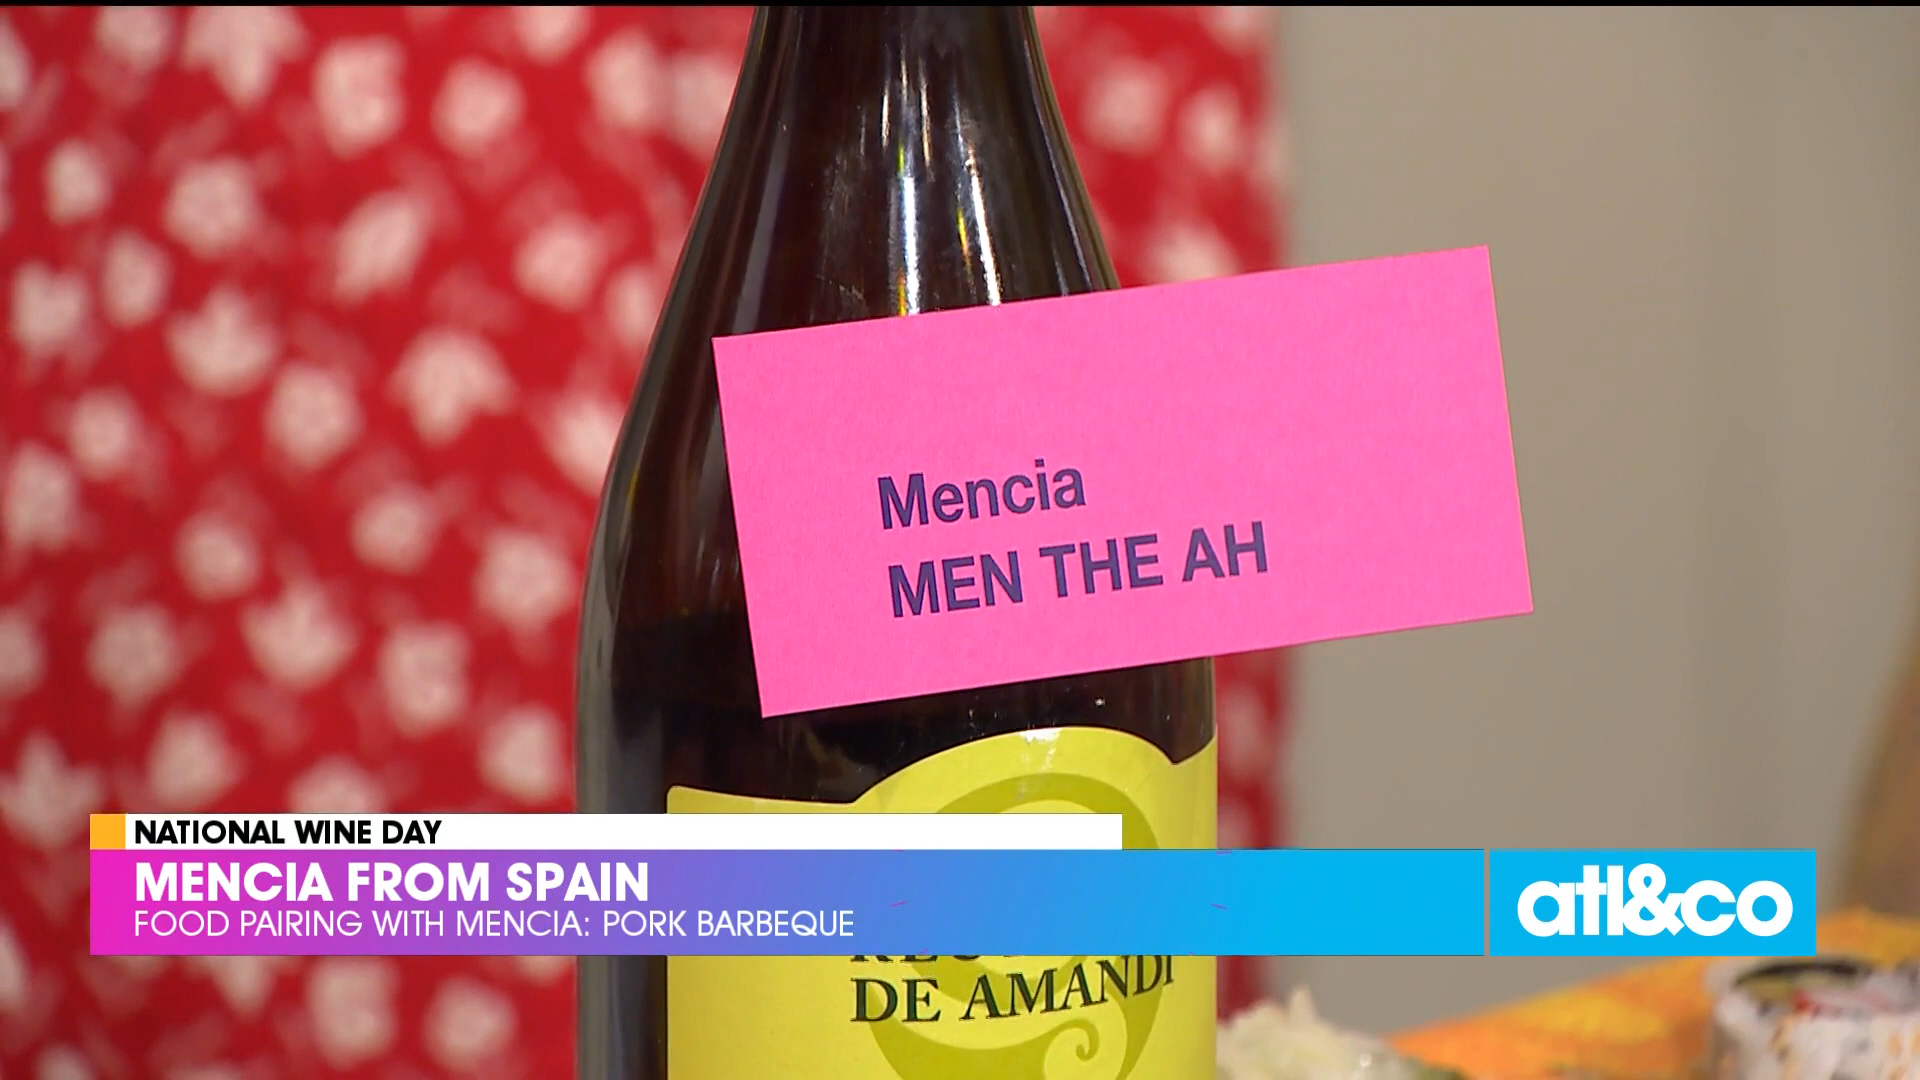 Mencia
MEN THE AH
NATIONAL WINE DAY
MENCIA FROM SPAIN
FOOD PAIRING WITH MENCIA: PORK BARBEQUE
atl&co
DE AMANDI